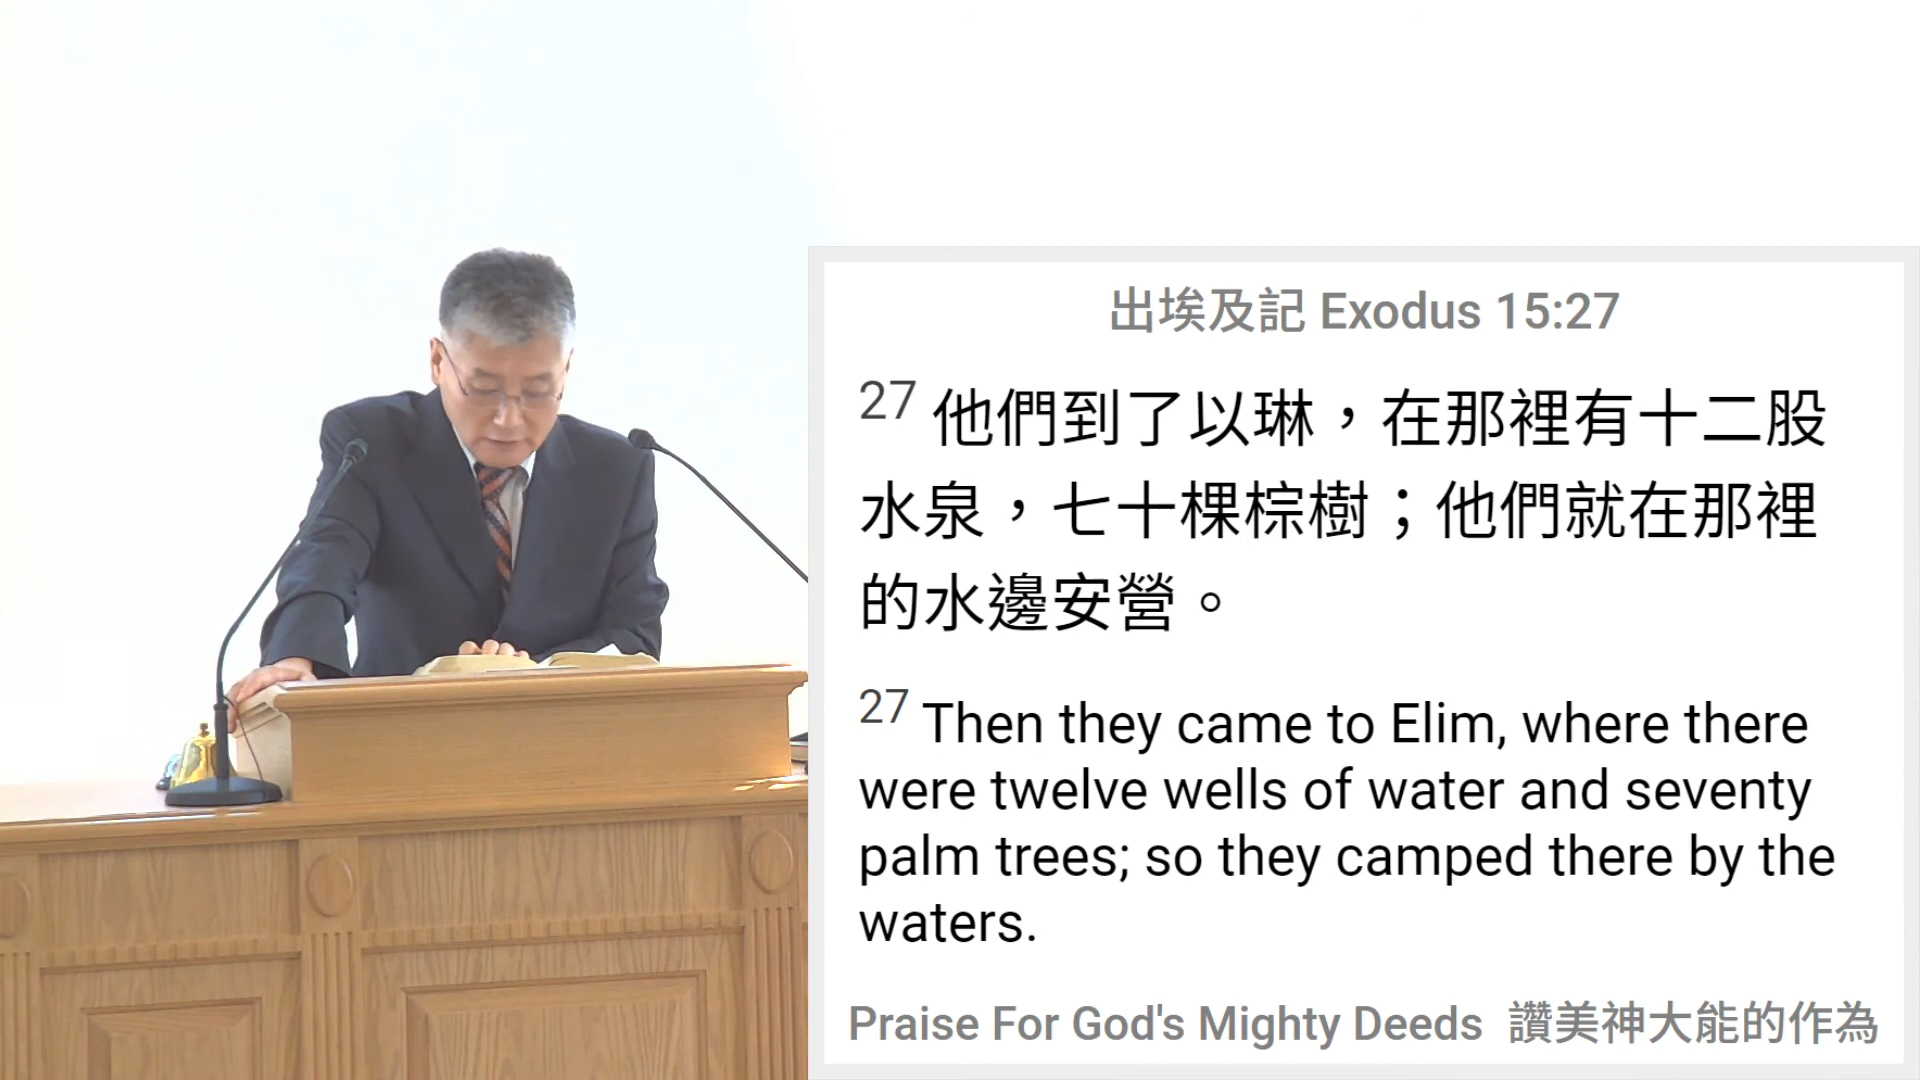 出埃及記 Exodus 15:27
27 他們到了以琳，在那裡有十二股
水泉，七十棵棕樹；他們就在那裡
的水邊安營。
27 Then they came to Elim, where there
were twelve wells of water and seventy
palm trees; so they camped there by the
waters.
Praise For God's Mighty Deeds 讚美神大能的作為